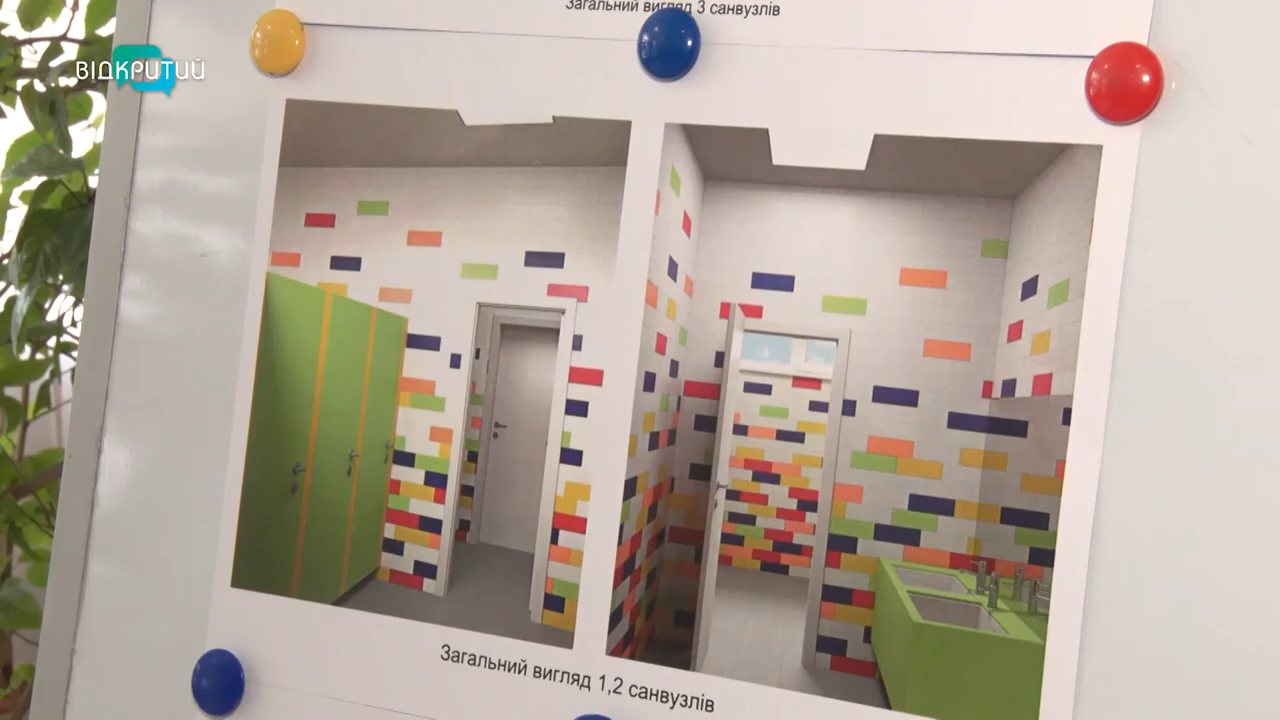 Загальний вигляд 3 санвузлів
ВІДКРИТИЙ
Загальний вигляд 1,2 санвузлів